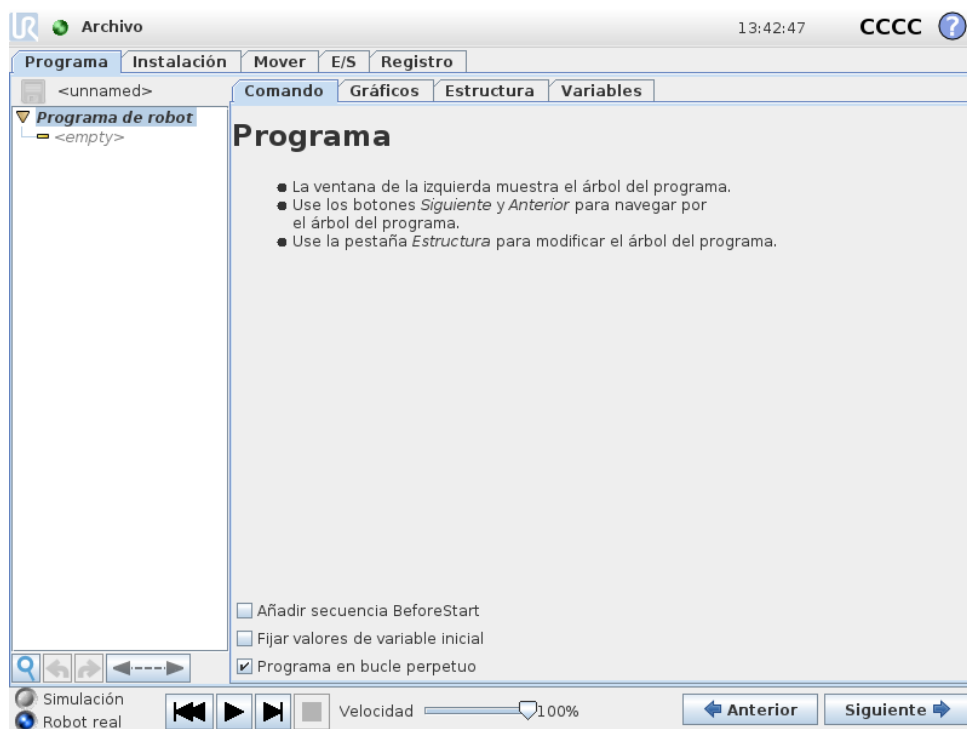 UR Archivo 13:42:47 CCCC ?
Programa Instalación Mover E/S Registro
<unnamed> Comando Gráficos Estructura Variables
Programa de robot
<empty>
Programa
La ventana de la izquierda muestra el árbol del programa.
Use los botones Siguiente y Anterior para navegar por
el árbol del programa.
Use la pestaña Estructura para modificar el árbol del programa.
Añadir secuencia BeforeStart
Fijar valores de variable inicial
Programa en bucle perpetuo
Simulación
Robot real
Velocidad 100% Anterior Siguiente